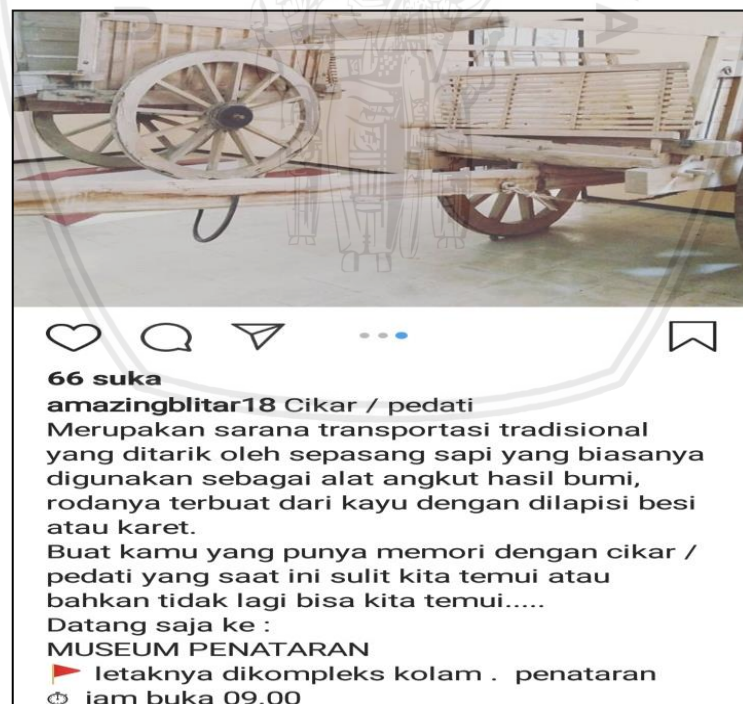 66 suka
amazingblitar18 Cikar / pedati
Merupakan sarana transportasi tradisional
yang ditarik oleh sepasang sapi yang biasanya
digunakan sebagai alat angkut hasil bumi,
rodanya terbuat dari kayu dengan dilapisi besi
atau karet.
Buat kamu yang punya memori dengan cikar /
pedati yang saat ini sulit kita temui atau
bahkan tidak lagi bisa kita temui.....
Datang saja ke :
MUSEUM PENATARAN
🚩 letaknya dikompleks kolam . penataran
⏱ jam buka 09.00